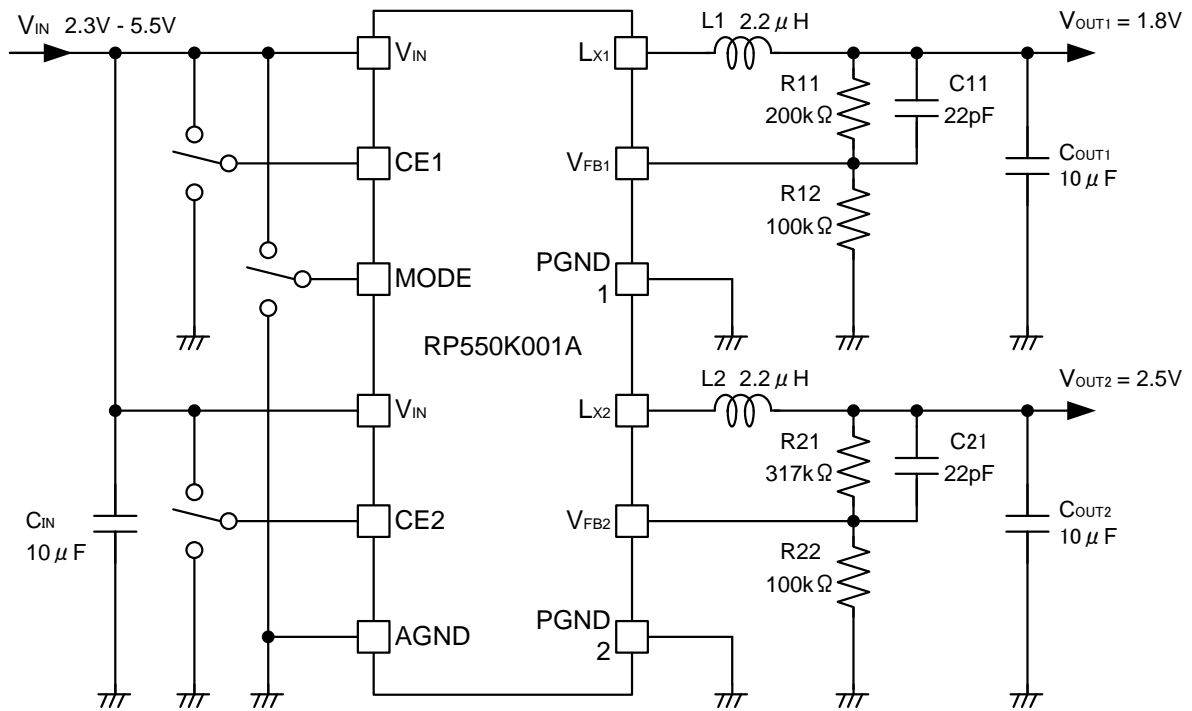 VIN 2.3V - 5.5V
VIN
CE1
MODE
VIN
CE2
AGND
CIN
10μF
RP550K001A
LX1
VFB1
PGND
1
LX2
VFB2
PGND
2
L1 2.2μH
VOUT1 = 1.8V
R11
200kΩ
C11
22pF
R12
100kΩ
COUT1
10μF
L2 2.2μH
VOUT2 = 2.5V
R21
317kΩ
C21
22pF
R22
100kΩ
COUT2
10μF